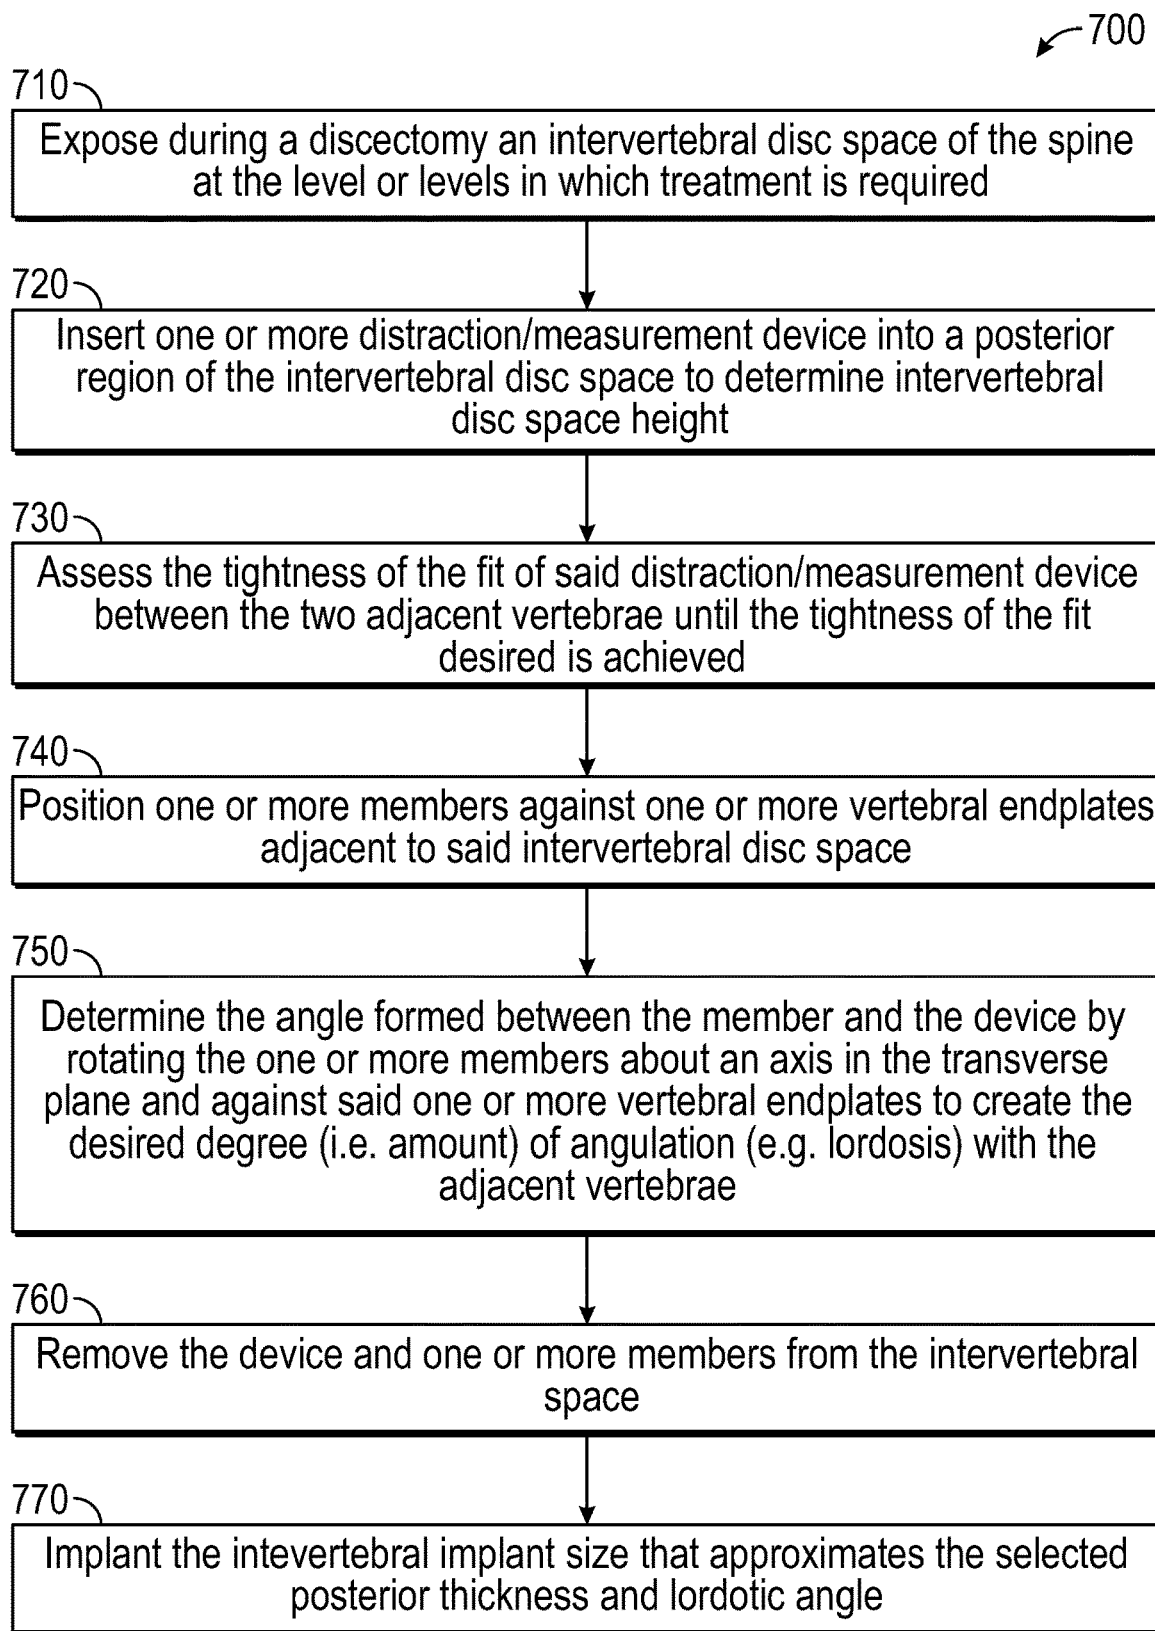 700
710
Expose during a discectomy an intervertebral disc space of the spine
at the level or levels in which treatment is required
720
Insert one or more distraction/measurement device into a posterior
region of the intervertebral disc space to determine intervertebral
disc space height
730
Assess the tightness of the fit of said distraction/measurement device
between the two adjacent vertebrae until the tightness of the fit
desired is achieved
740
Position one or more members against one or more vertebral endplates
adjacent to said intervertebral disc space
750
Determine the angle formed between the member and the device by
rotating the one or more members about an axis in the transverse
plane and against said one or more vertebral endplates to create the
desired degree (i.e. amount) of angulation (e.g. lordosis) with the
adjacent vertebrae
760
Remove the device and one or more members from the intervertebral
space
770
Implant the intevertebral implant size that approximates the selected
posterior thickness and lordotic angle